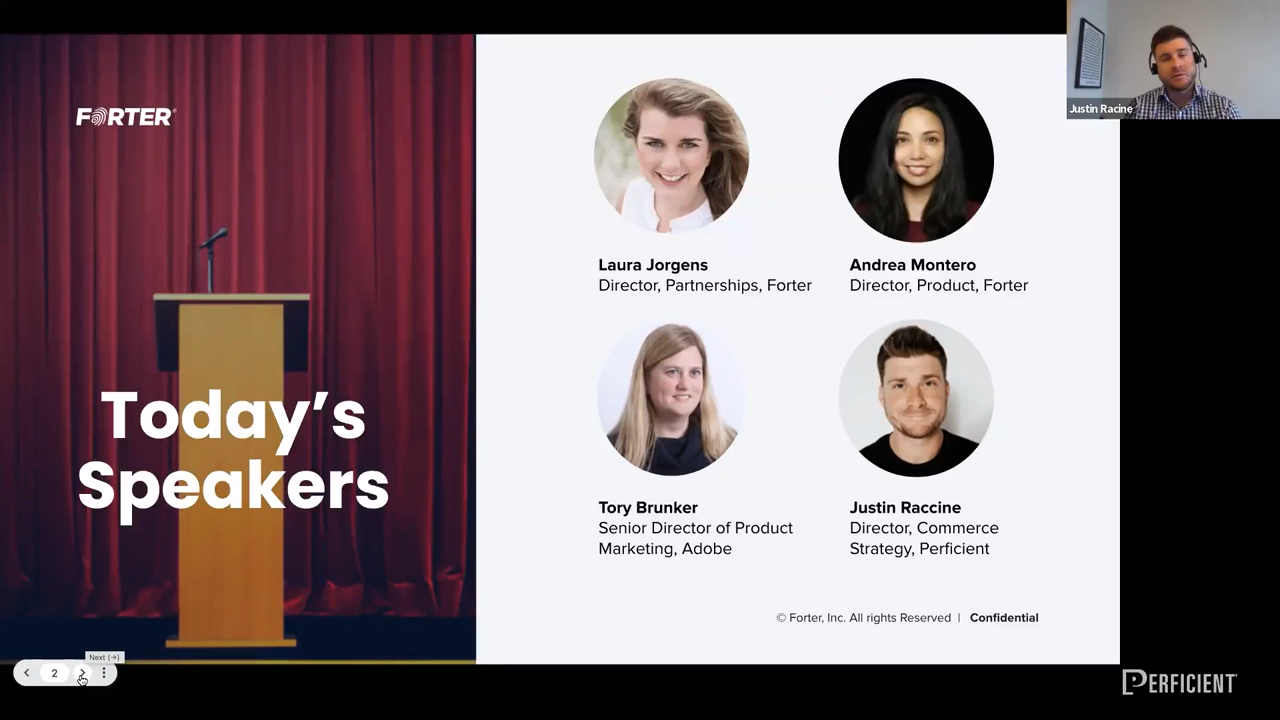 FORTER
Today's
Speakers
Laura Jorgens
Director, Partnerships, Forter
Andrea Montero
Director, Product, Forter
Tory Brunker
Senior Director of Product
Marketing, Adobe
Justin Raccine
Director, Commerce
Strategy, Perficient
© Forter, Inc. All rights Reserved | Confidential
Justin Racine
Next (→)
2
PERFICIENT